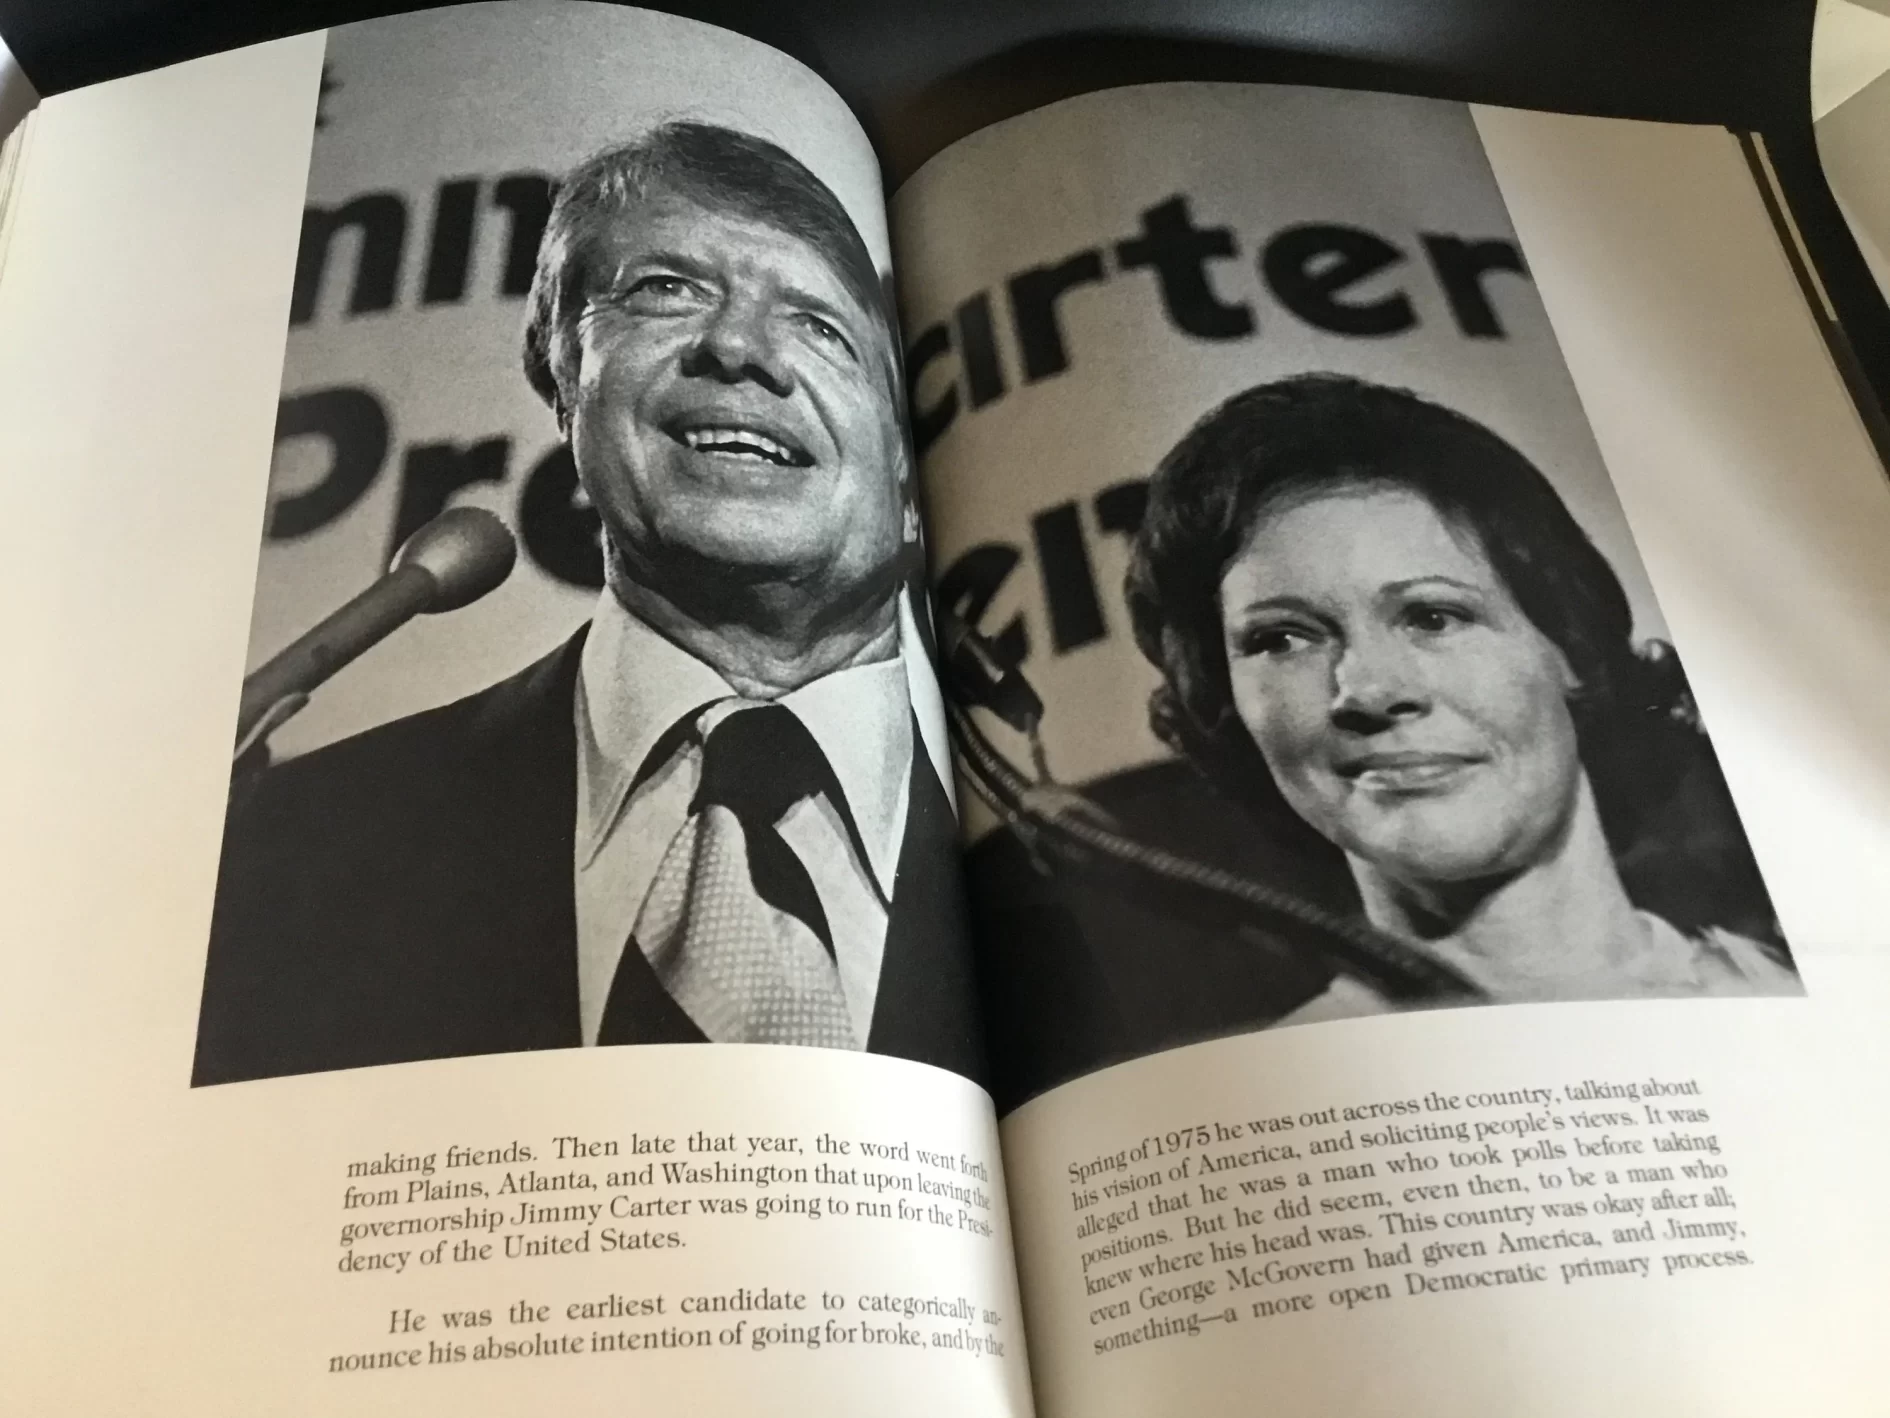 Carter
Pre
making friends. Then late that year, the word went forth
from Plains, Atlanta, and Washington that upon leaving the
governorship Jimmy Carter was going to run for the Presi-
dency of the United States.
He was the earliest candidate to categorically an-
nounce his absolute intention of going for broke, and by the
Spring of 1975 he was out across the country, talking about
his vision of America, and soliciting people's views. It was
alleged that he was a man who took polls before taking
positions. But he did seem, even then, to be a man who
knew where his head was. This country was okay after all;
even George McGovern had given America, and Jimmy,
something—a more open Democratic primary process.